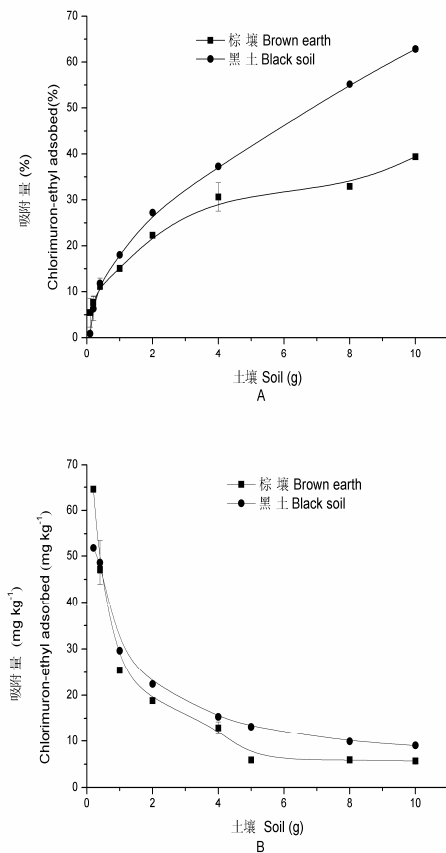 70
60
50
40
30
20
10
0
0 2 4 6 8 10
棕 壤 Brown earth
黑 土 Black soil
吸附量 (%)
Chlorimuron-ethyl adsobed(%)
土壤 Soil (g)
A
70
60
50
40
30
20
10
0
0 2 4 6 8 10
棕 壤 Brown earth
黑 土 Black soil
吸附量 (mg kg⁻¹)
Chlorimuron-ethyl adsorbed (mg kg⁻¹)
土壤 Soil (g)
B